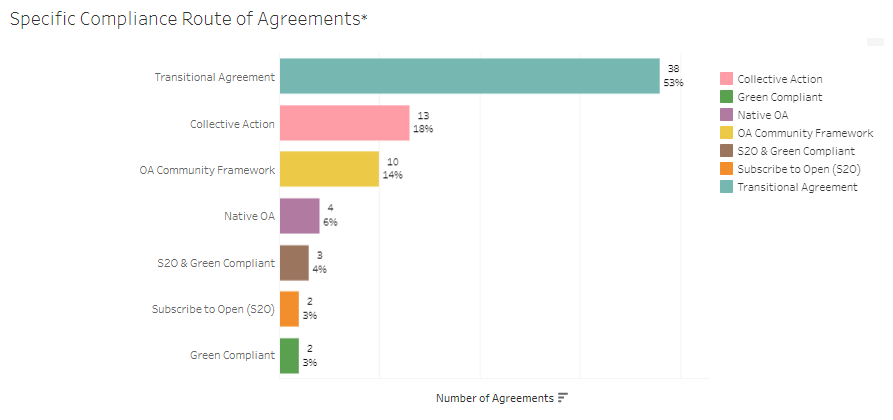 Specific Compliance Route of Agreements*
Transitional Agreement
38
53%
Collective Action
13
18%
OA Community Framework
10
14%
Native OA
4
6%
S2O & Green Compliant
3
4%
Subscribe to Open (S2O)
2
3%
Green Compliant
2
3%
Number of Agreements
Collective Action
Green Compliant
Native OA
OA Community Framework
S2O & Green Compliant
Subscribe to Open (S2O)
Transitional Agreement